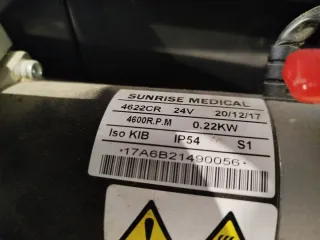 SUNRISE MEDICAL
4622CR 24V 20/12/17
4600R.P.M 0.22KW
Iso KIB IP54 S1
*17A6B21490056*